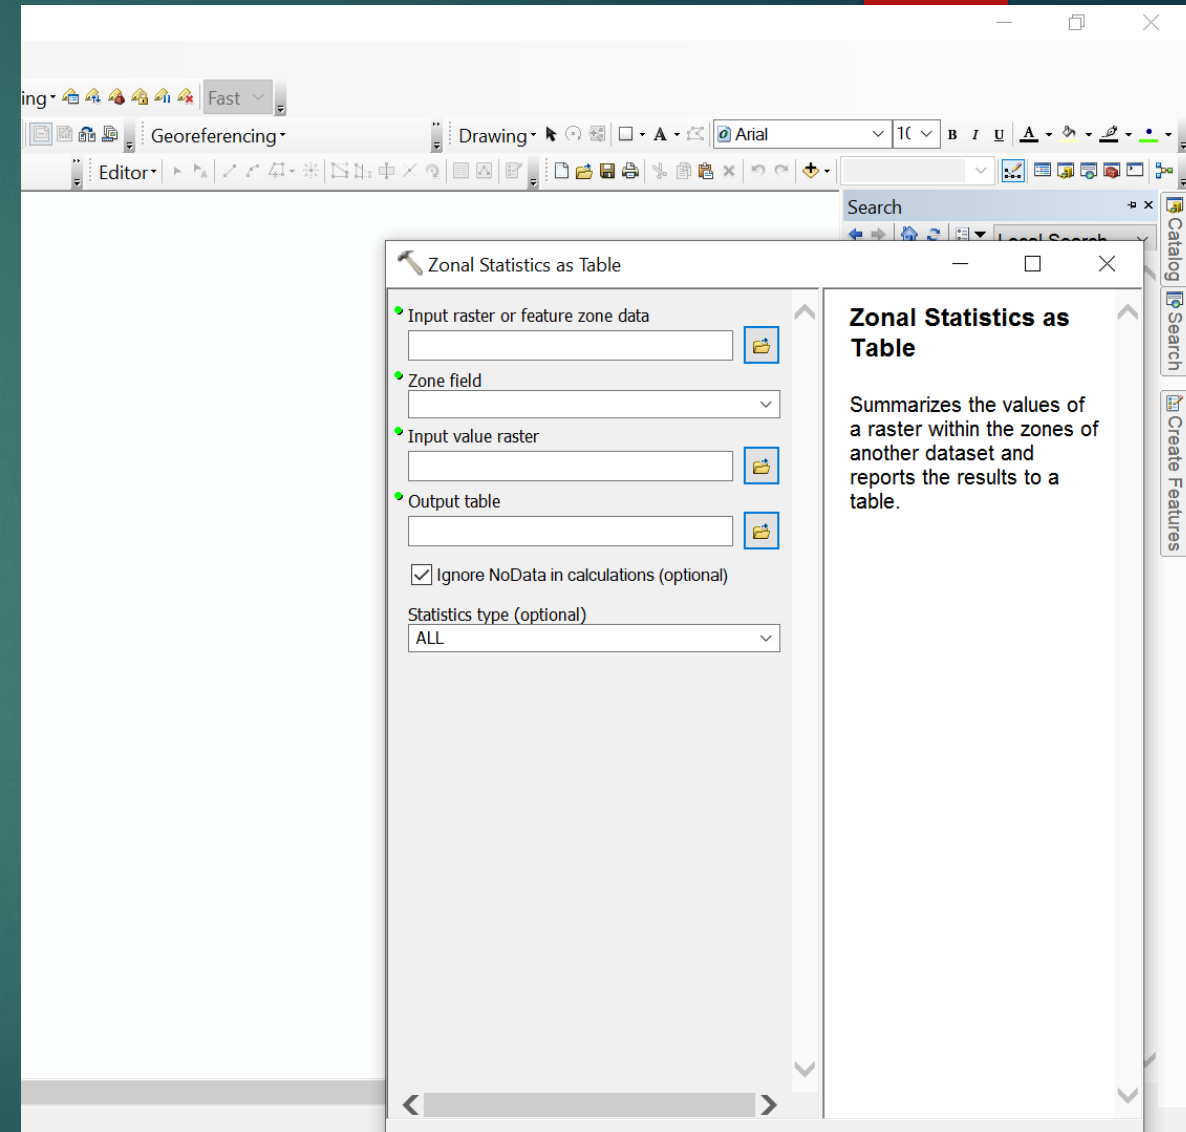 ing
Fast
Georeferencing
Drawing
A
Arial
B I U A
Editor
Search
Zonal Statistics as Table
Input raster or feature zone data
Zone field
Input value raster
Output table
Ignore NoData in calculations (optional)
Statistics type (optional)
ALL
Zonal Statistics as
Table
Summarizes the values of
a raster within the zones of
another dataset and
reports the results to a
table.
Catalog
Search
Create Features